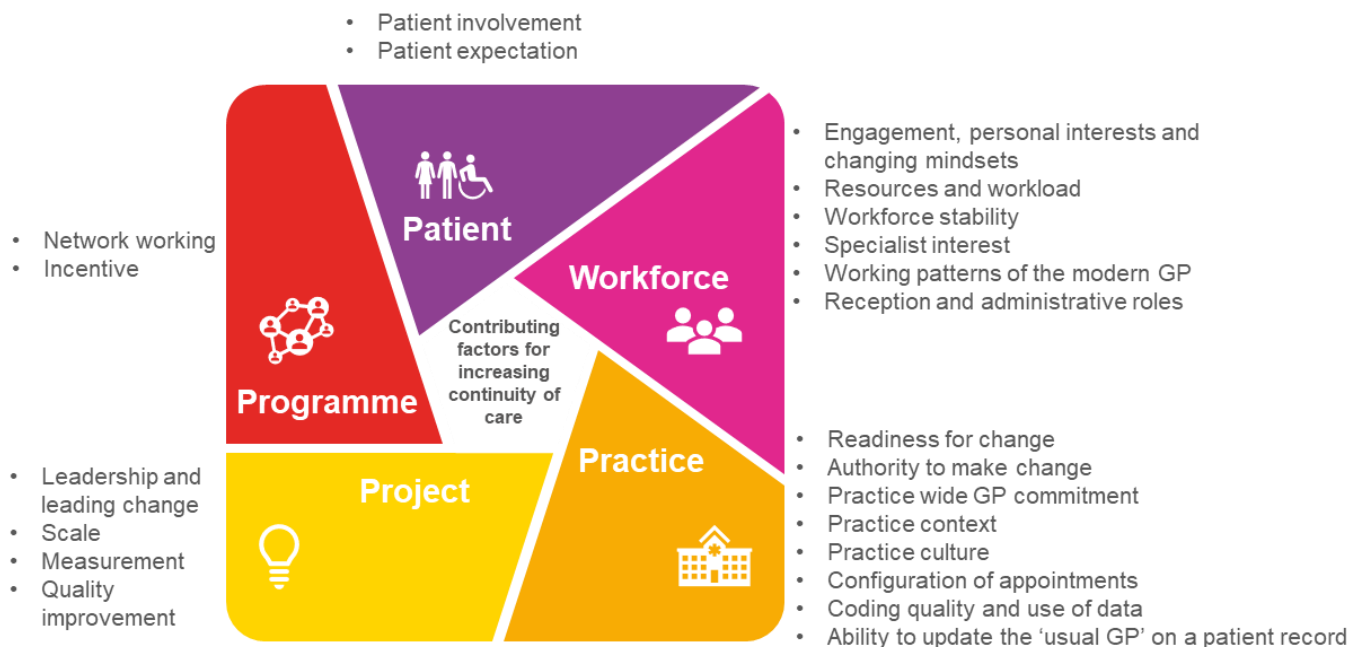 • Patient involvement
• Patient expectation
Patient
• Engagement, personal interests and
changing mindsets
• Resources and workload
• Workforce stability
• Specialist interest
• Working patterns of the modern GP
• Reception and administrative roles
Workforce
• Network working
• Incentive
Programme
Contributing
factors for
increasing
continuity of
care
• Leadership and
leading change
• Scale
• Measurement
• Quality
improvement
Project
Practice
• Readiness for change
• Authority to make change
• Practice wide GP commitment
• Practice context
• Practice culture
• Configuration of appointments
• Coding quality and use of data
• Ability to update the ‘usual GP’ on a patient record